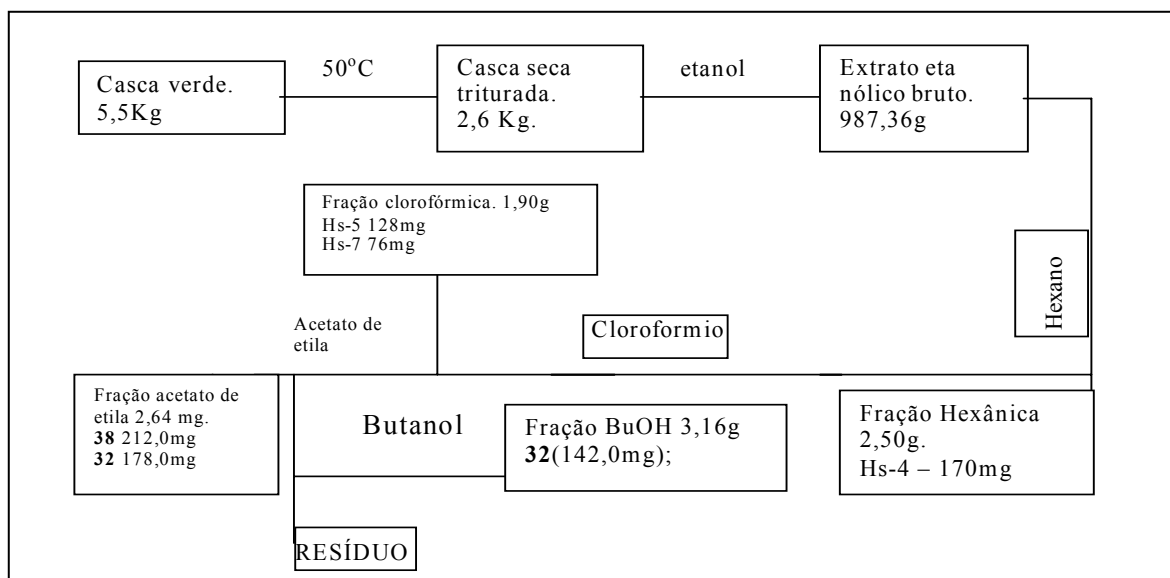 Casca verde.
5,5Kg
50ºC
Casca seca
triturada.
2,6 Kg.
etanol
Extrato eta
nólico bruto.
987,36g
Hexano
Fração clorofórmica. 1,90g
Hs-5 128mg
Hs-7 76mg
Acetato de
etila
Cloroformio
Fração acetato de
etila 2,64 mg.
38 212,0mg
32 178,0mg
Butanol
Fração BuOH 3,16g
32(142,0mg);
Fração Hexânica
2,50g.
Hs-4 – 170mg
RESÍDUO